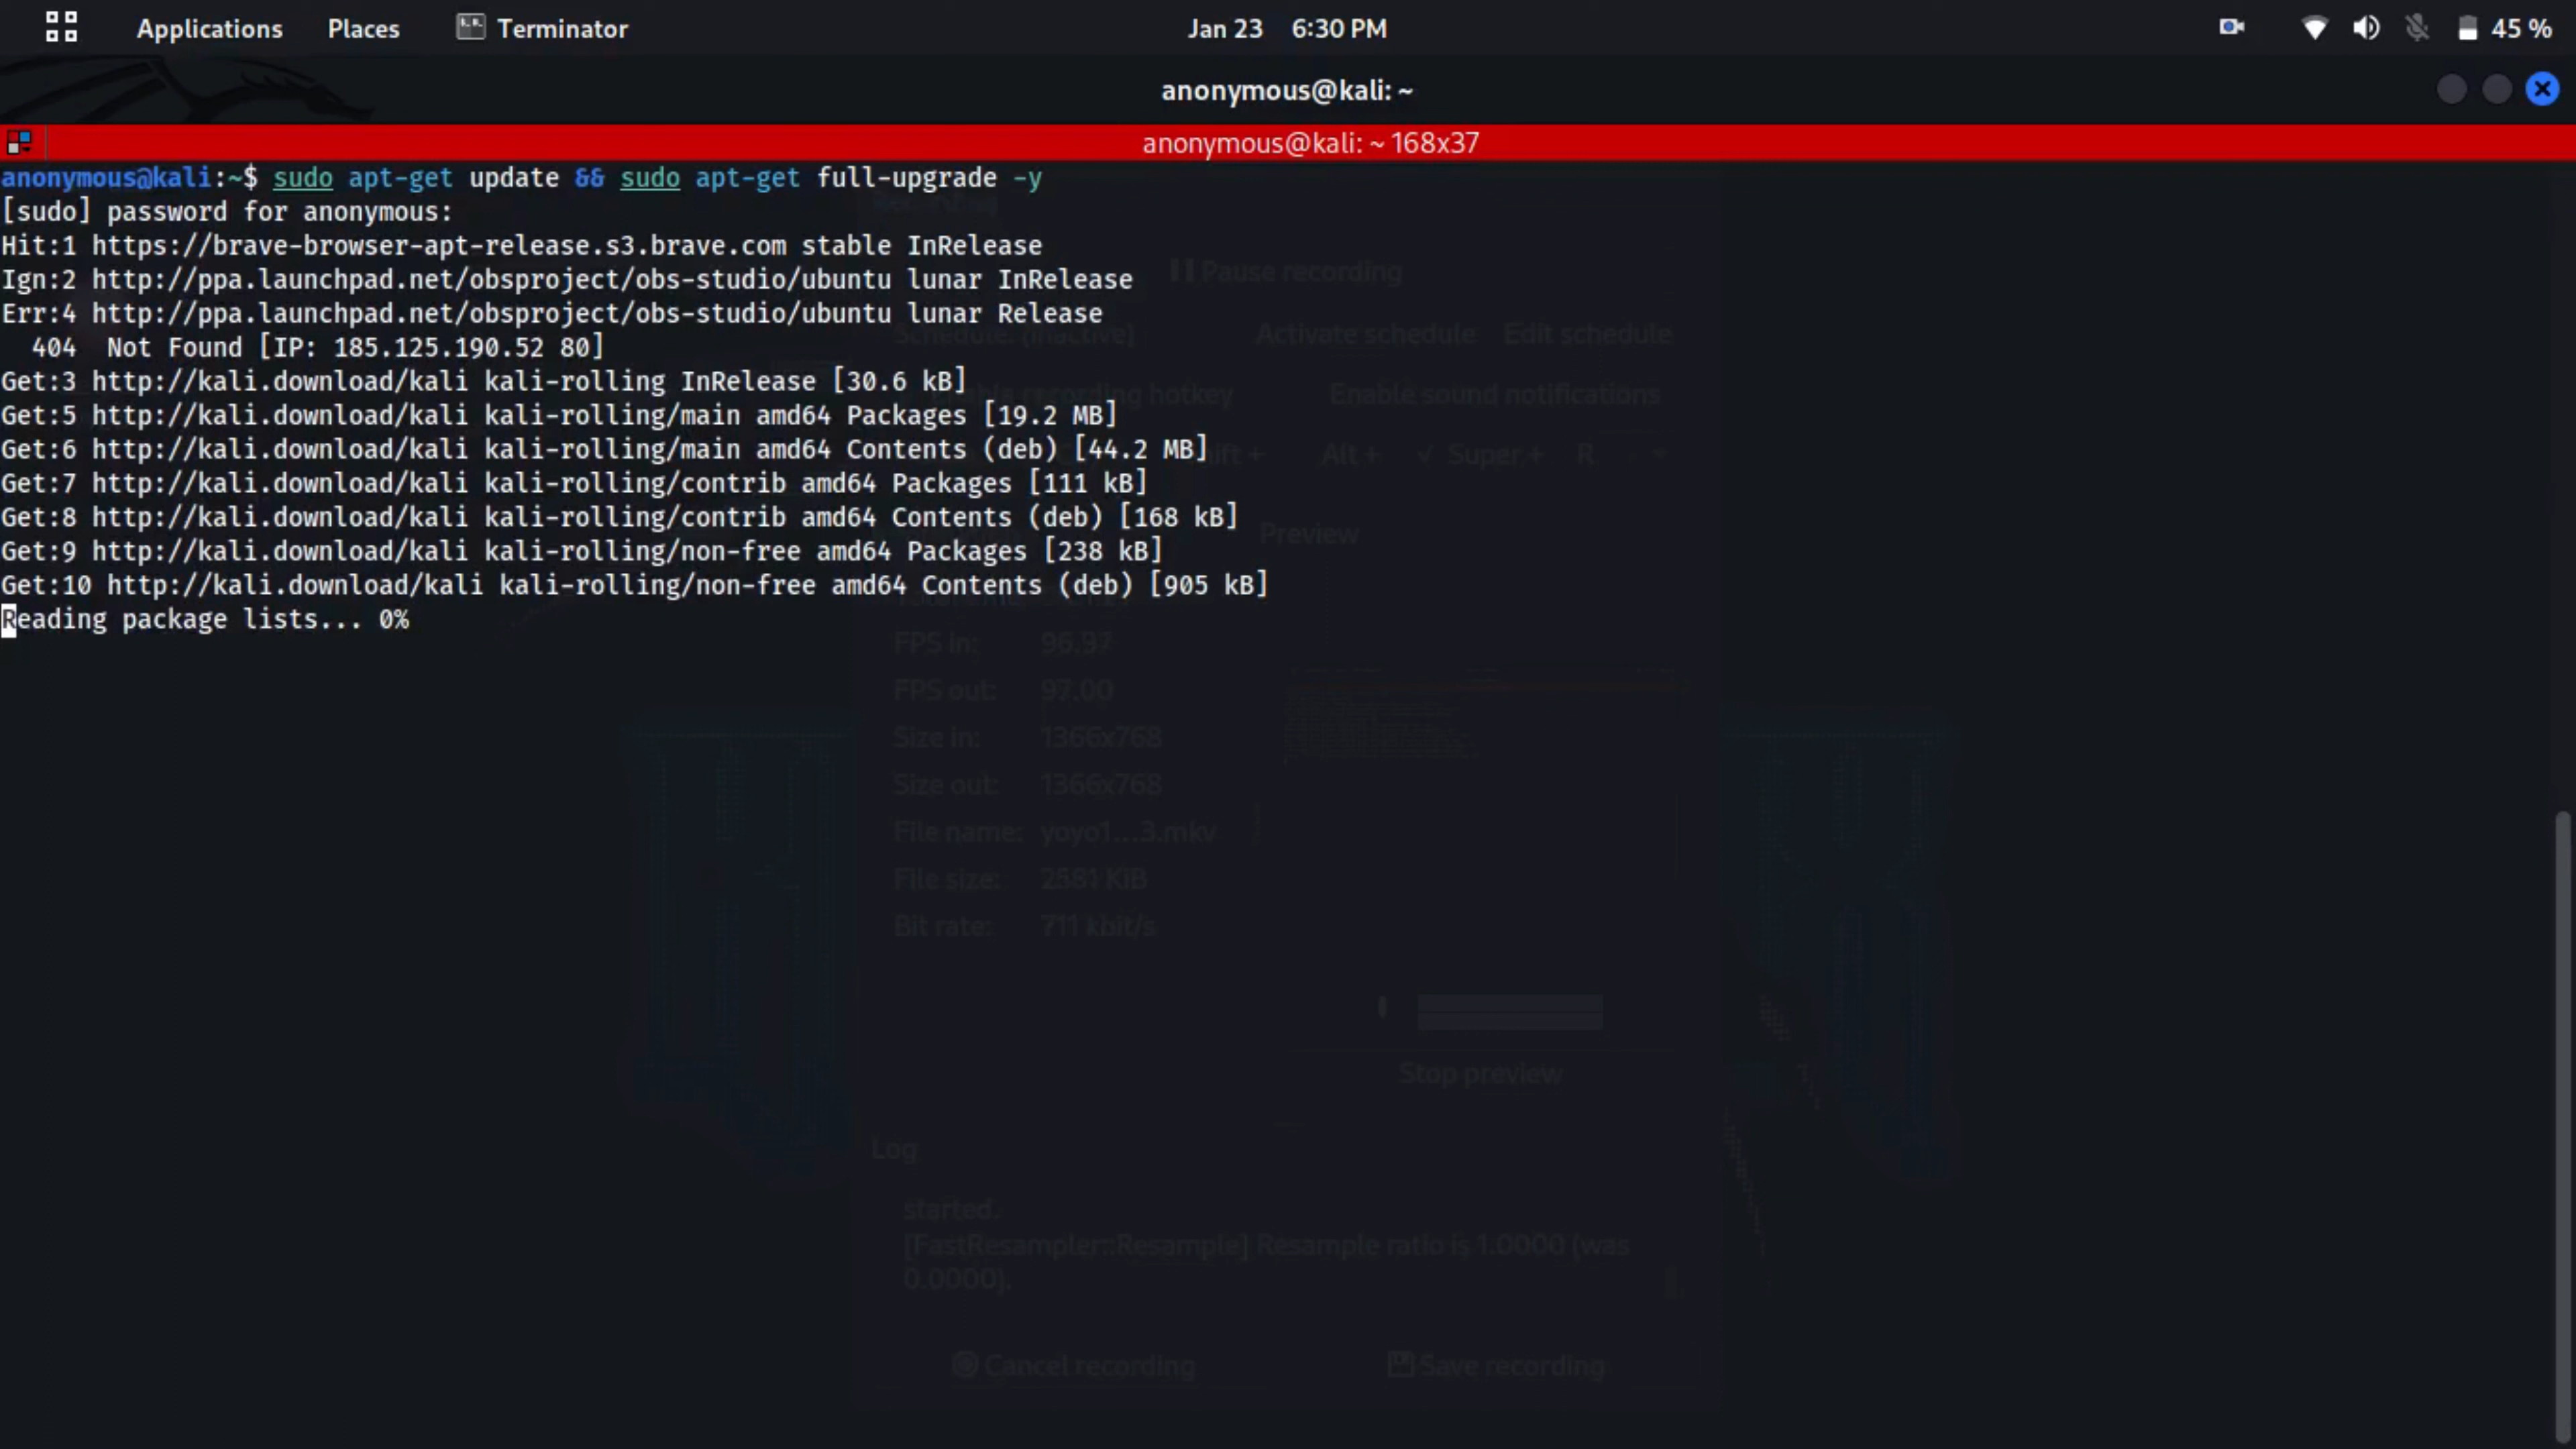 Applications Places Terminator Jan 23 6:30 PM 45 %
anonymous@kali: ~
anonymous@kali: ~ 168x37
anonymous@kali:~$ sudo apt-get update && sudo apt-get full-upgrade -y
[sudo] password for anonymous:
Hit:1 https://brave-browser-apt-release.s3.brave.com stable InRelease
Ign:2 http://ppa.launchpad.net/obsproject/obs-studio/ubuntu lunar InRelease
Err:4 http://ppa.launchpad.net/obsproject/obs-studio/ubuntu lunar Release
404 Not Found [IP: 185.125.190.52 80]
Get:3 http://kali.download/kali kali-rolling InRelease [30.6 kB]
Get:5 http://kali.download/kali kali-rolling/main amd64 Packages [19.2 MB]
Get:6 http://kali.download/kali kali-rolling/main amd64 Contents (deb) [44.2 MB]
Get:7 http://kali.download/kali kali-rolling/contrib amd64 Packages [111 kB]
Get:8 http://kali.download/kali kali-rolling/contrib amd64 Contents (deb) [168 kB]
Get:9 http://kali.download/kali kali-rolling/non-free amd64 Packages [238 kB]
Get:10 http://kali.download/kali kali-rolling/non-free amd64 Contents (deb) [905 kB]
Reading package lists... 0%
Pause recording
Schedule: (inactive) Activate schedule Edit schedule
Enable recording hotkey Enable sound notifications
Alt + Super + R
Preview
FPS in: 96.97
FPS out: 97.00
Size in: 1366x768
Size out: 1366x768
File name: yoyo1...3.mkv
File size: 2581 KiB
Bit rate: 711 kbit/s
Stop preview
Log
started.
[FastResampler::Resample] Resample ratio is 1.0000 (was
0.0000).
Cancel recording Save recording